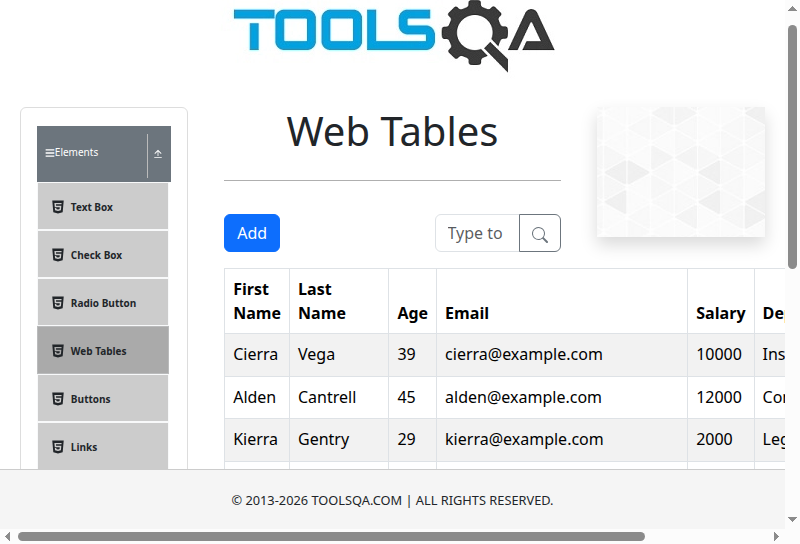 TOOLSQA
Web Tables
Elements
Text Box
Check Box
Radio Button
Web Tables
Buttons
Links
Add
Type to
First Name Last Name Age Email Salary
Cierra Vega 39 cierra@example.com 10000 Ins
Alden Cantrell 45 alden@example.com 12000
Kierra Gentry 29 kierra@example.com 2000
© 2013-2026 TOOLSQA.COM | ALL RIGHTS RESERVED.